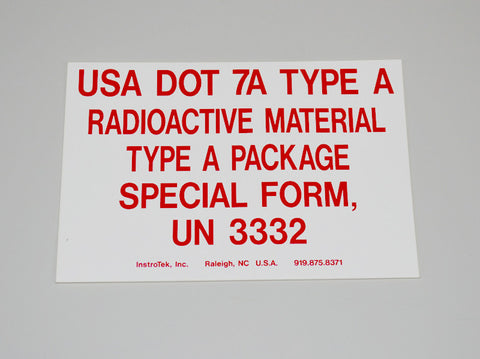 USA DOT 7A TYPE A
RADIOACTIVE MATERIAL
TYPE A PACKAGE
SPECIAL FORM,
UN 3332
InstroTek, Inc. Raleigh, NC U.S.A. 919.875.8371